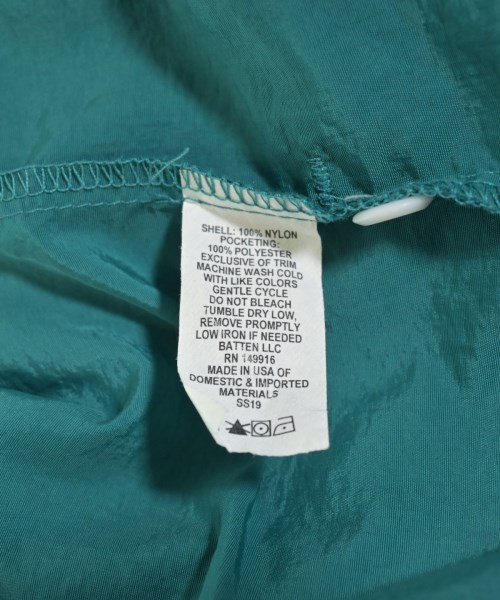 SHELL: 100% NYLON
POCKETING:
100% POLYESTER
EXCLUSIVE OF TRIM
MACHINE WASH COLD
WITH LIKE COLORS
GENTLE CYCLE
DO NOT BLEACH
TUMBLE DRY LOW,
REMOVE PROMPTLY
LOW IRON IF NEEDED
BATTEN LLC
RN 149916
MADE IN USA OF
DOMESTIC & IMPORTED
MATERIALS
SS19